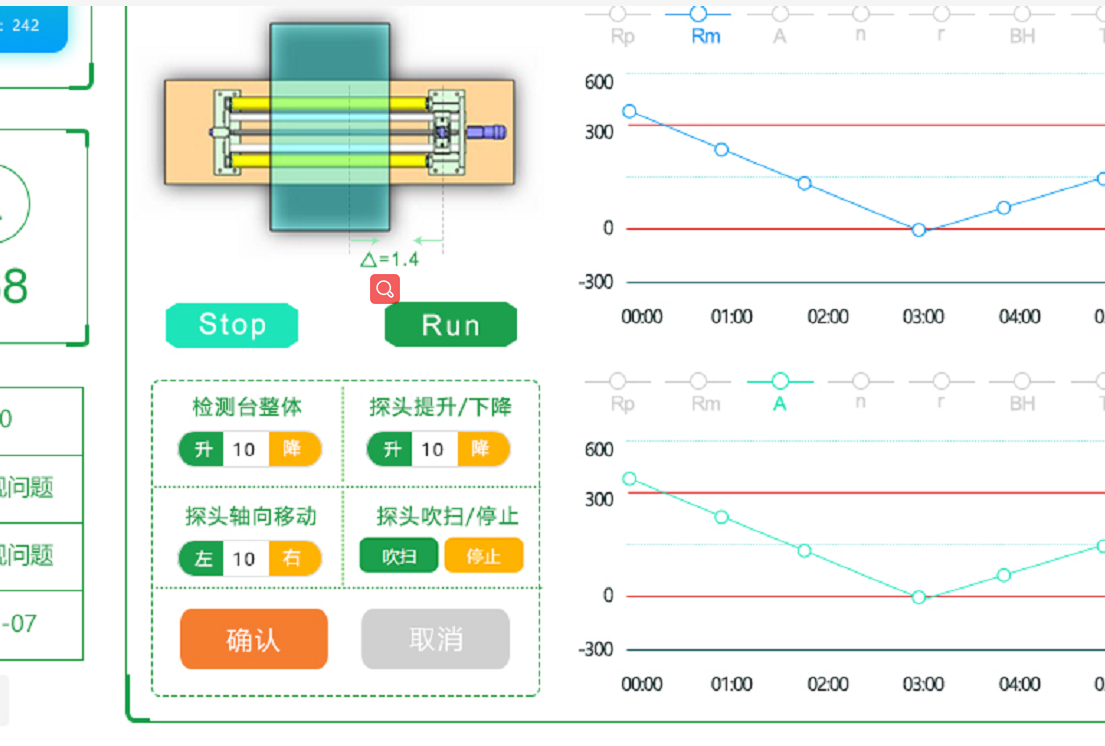 : 242
8
0
问题
问题
-07
△=1.4
Stop
Run
检测台整体
升 10 降
探头提升/下降
升 10 降
探头轴向移动
左 10 右
探头吹扫/停止
吹扫 停止
确认
取消
Rp Rm A n r BH
600
300
0
-300
00:00 01:00 02:00 03:00 04:00 0
Rp Rm A n r BH
600
300
0
-300
00:00 01:00 02:00 03:00 04:00 0